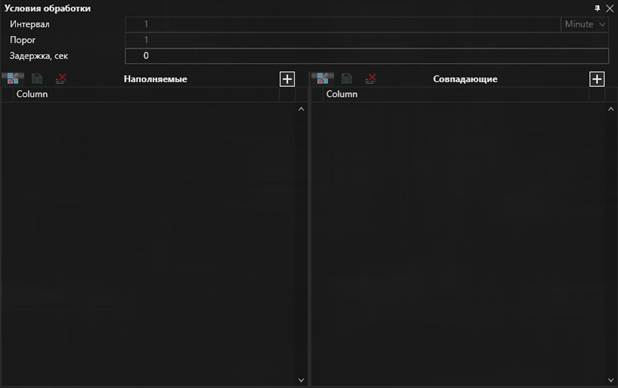 Условия обработки
Интервал 1 Minute
Порог 1
Задержка, сек 0
Наполняемые Совпадающие
Column Column